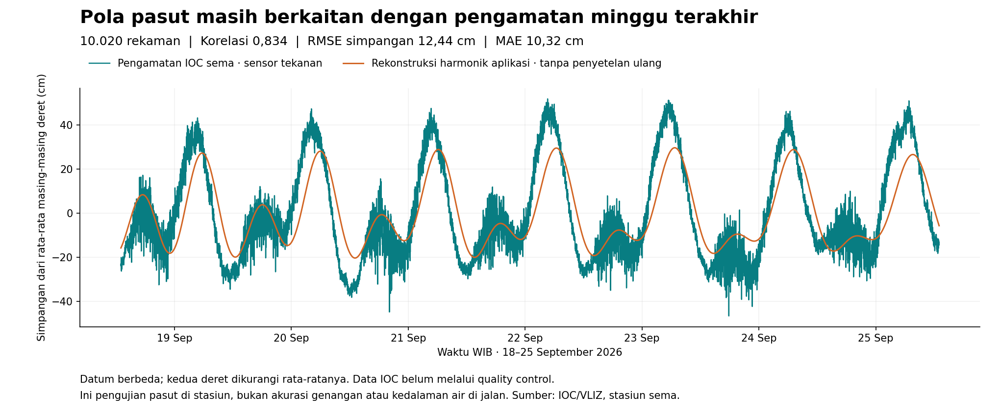 Pola pasut masih berkaitan dengan pengamatan minggu terakhir
10.020 rekaman | Korelasi 0,834 | RMSE simpangan 12,44 cm | MAE 10,32 cm
Pengamatan IOC sema · sensor tekanan
Rekonstruksi harmonik aplikasi · tanpa penyetelan ulang
Simpangan dari rata-rata masing-masing deret (cm)
40
20
0
−20
−40
19 Sep
20 Sep
21 Sep
22 Sep
23 Sep
24 Sep
25 Sep
Waktu WIB · 18–25 September 2026
Datum berbeda; kedua deret dikurangi rata-ratanya. Data IOC belum melalui quality control.
Ini pengujian pasut di stasiun, bukan akurasi genangan atau kedalaman air di jalan. Sumber: IOC/VLIZ, stasiun sema.